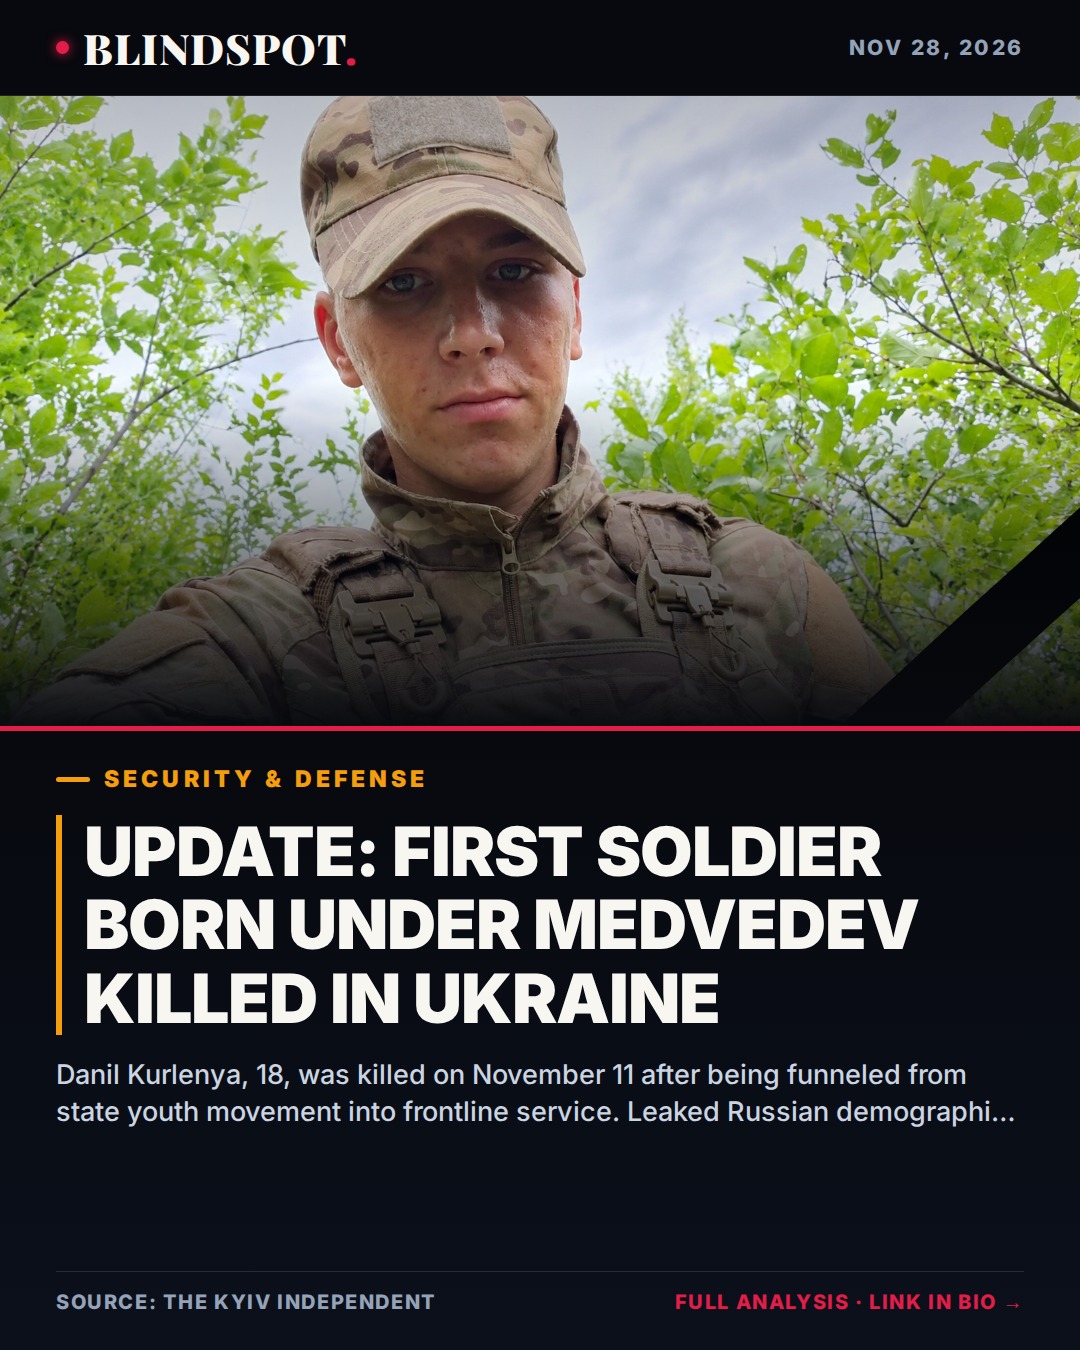 BLINDSPOT.
NOV 28, 2026
SECURITY & DEFENSE
UPDATE: FIRST SOLDIER
BORN UNDER MEDVEDEV
KILLED IN UKRAINE
Danil Kurlenya, 18, was killed on November 11 after being funneled from
state youth movement into frontline service. Leaked Russian demographi...
SOURCE: THE KYIV INDEPENDENT
FULL ANALYSIS · LINK IN BIO →